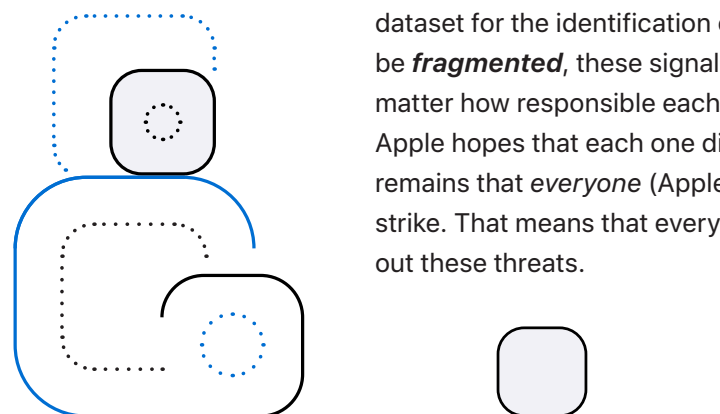 dataset for the identification
be fragmented, these signal
matter how responsible each
Apple hopes that each one di
remains that everyone (Apple
strike. That means that every
out these threats.